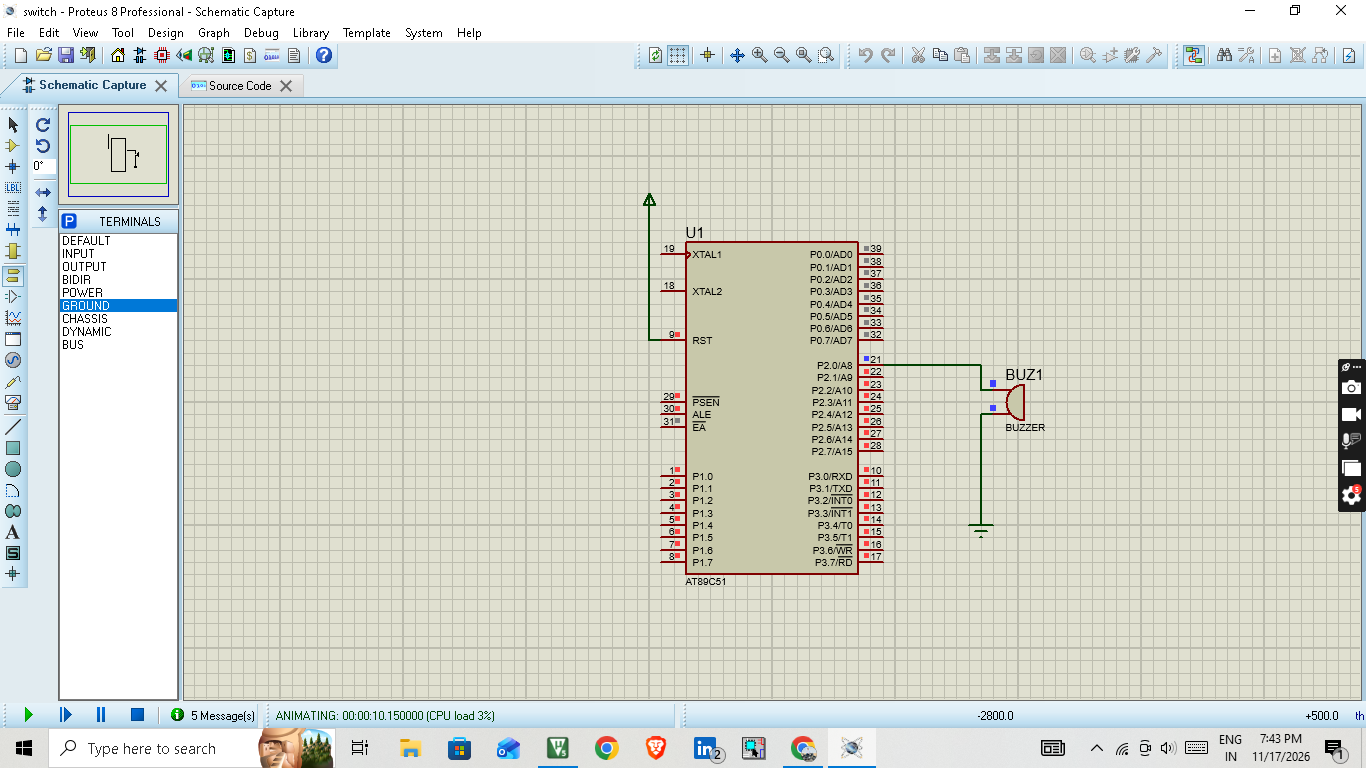 switch - Proteus 8 Professional - Schematic Capture
File Edit View Tool Design Graph Debug Library Template System Help
Schematic Capture
Source Code
0°
LBL
P TERMINALS
DEFAULT
INPUT
OUTPUT
BIDIR
POWER
GROUND
CHASSIS
DYNAMIC
BUS
A
S
U1
19 XTAL1
18 XTAL2
9 RST
29 PSEN
30 ALE
31 EA
1 P1.0
2 P1.1
3 P1.2
4 P1.3
5 P1.4
6 P1.5
7 P1.6
8 P1.7
P0.0/AD0 39
P0.1/AD1 38
P0.2/AD2 37
P0.3/AD3 36
P0.4/AD4 35
P0.5/AD5 34
P0.6/AD6 33
P0.7/AD7 32
P2.0/A8 21
P2.1/A9 22
P2.2/A10 23
P2.3/A11 24
P2.4/A12 25
P2.5/A13 26
P2.6/A14 27
P2.7/A15 28
P3.0/RXD 10
P3.1/TXD 11
P3.2/INT0 12
P3.3/INT1 13
P3.4/T0 14
P3.5/T1 15
P3.6/WR 16
P3.7/RD 17
AT89C51
BUZ1
BUZZER
5 Message(s)
ANIMATING: 00:00:10.150000 (CPU load 3%)
-2800.0
+500.0
th
Type here to search
2
ENG
IN
7:43 PM
11/17/2026
1